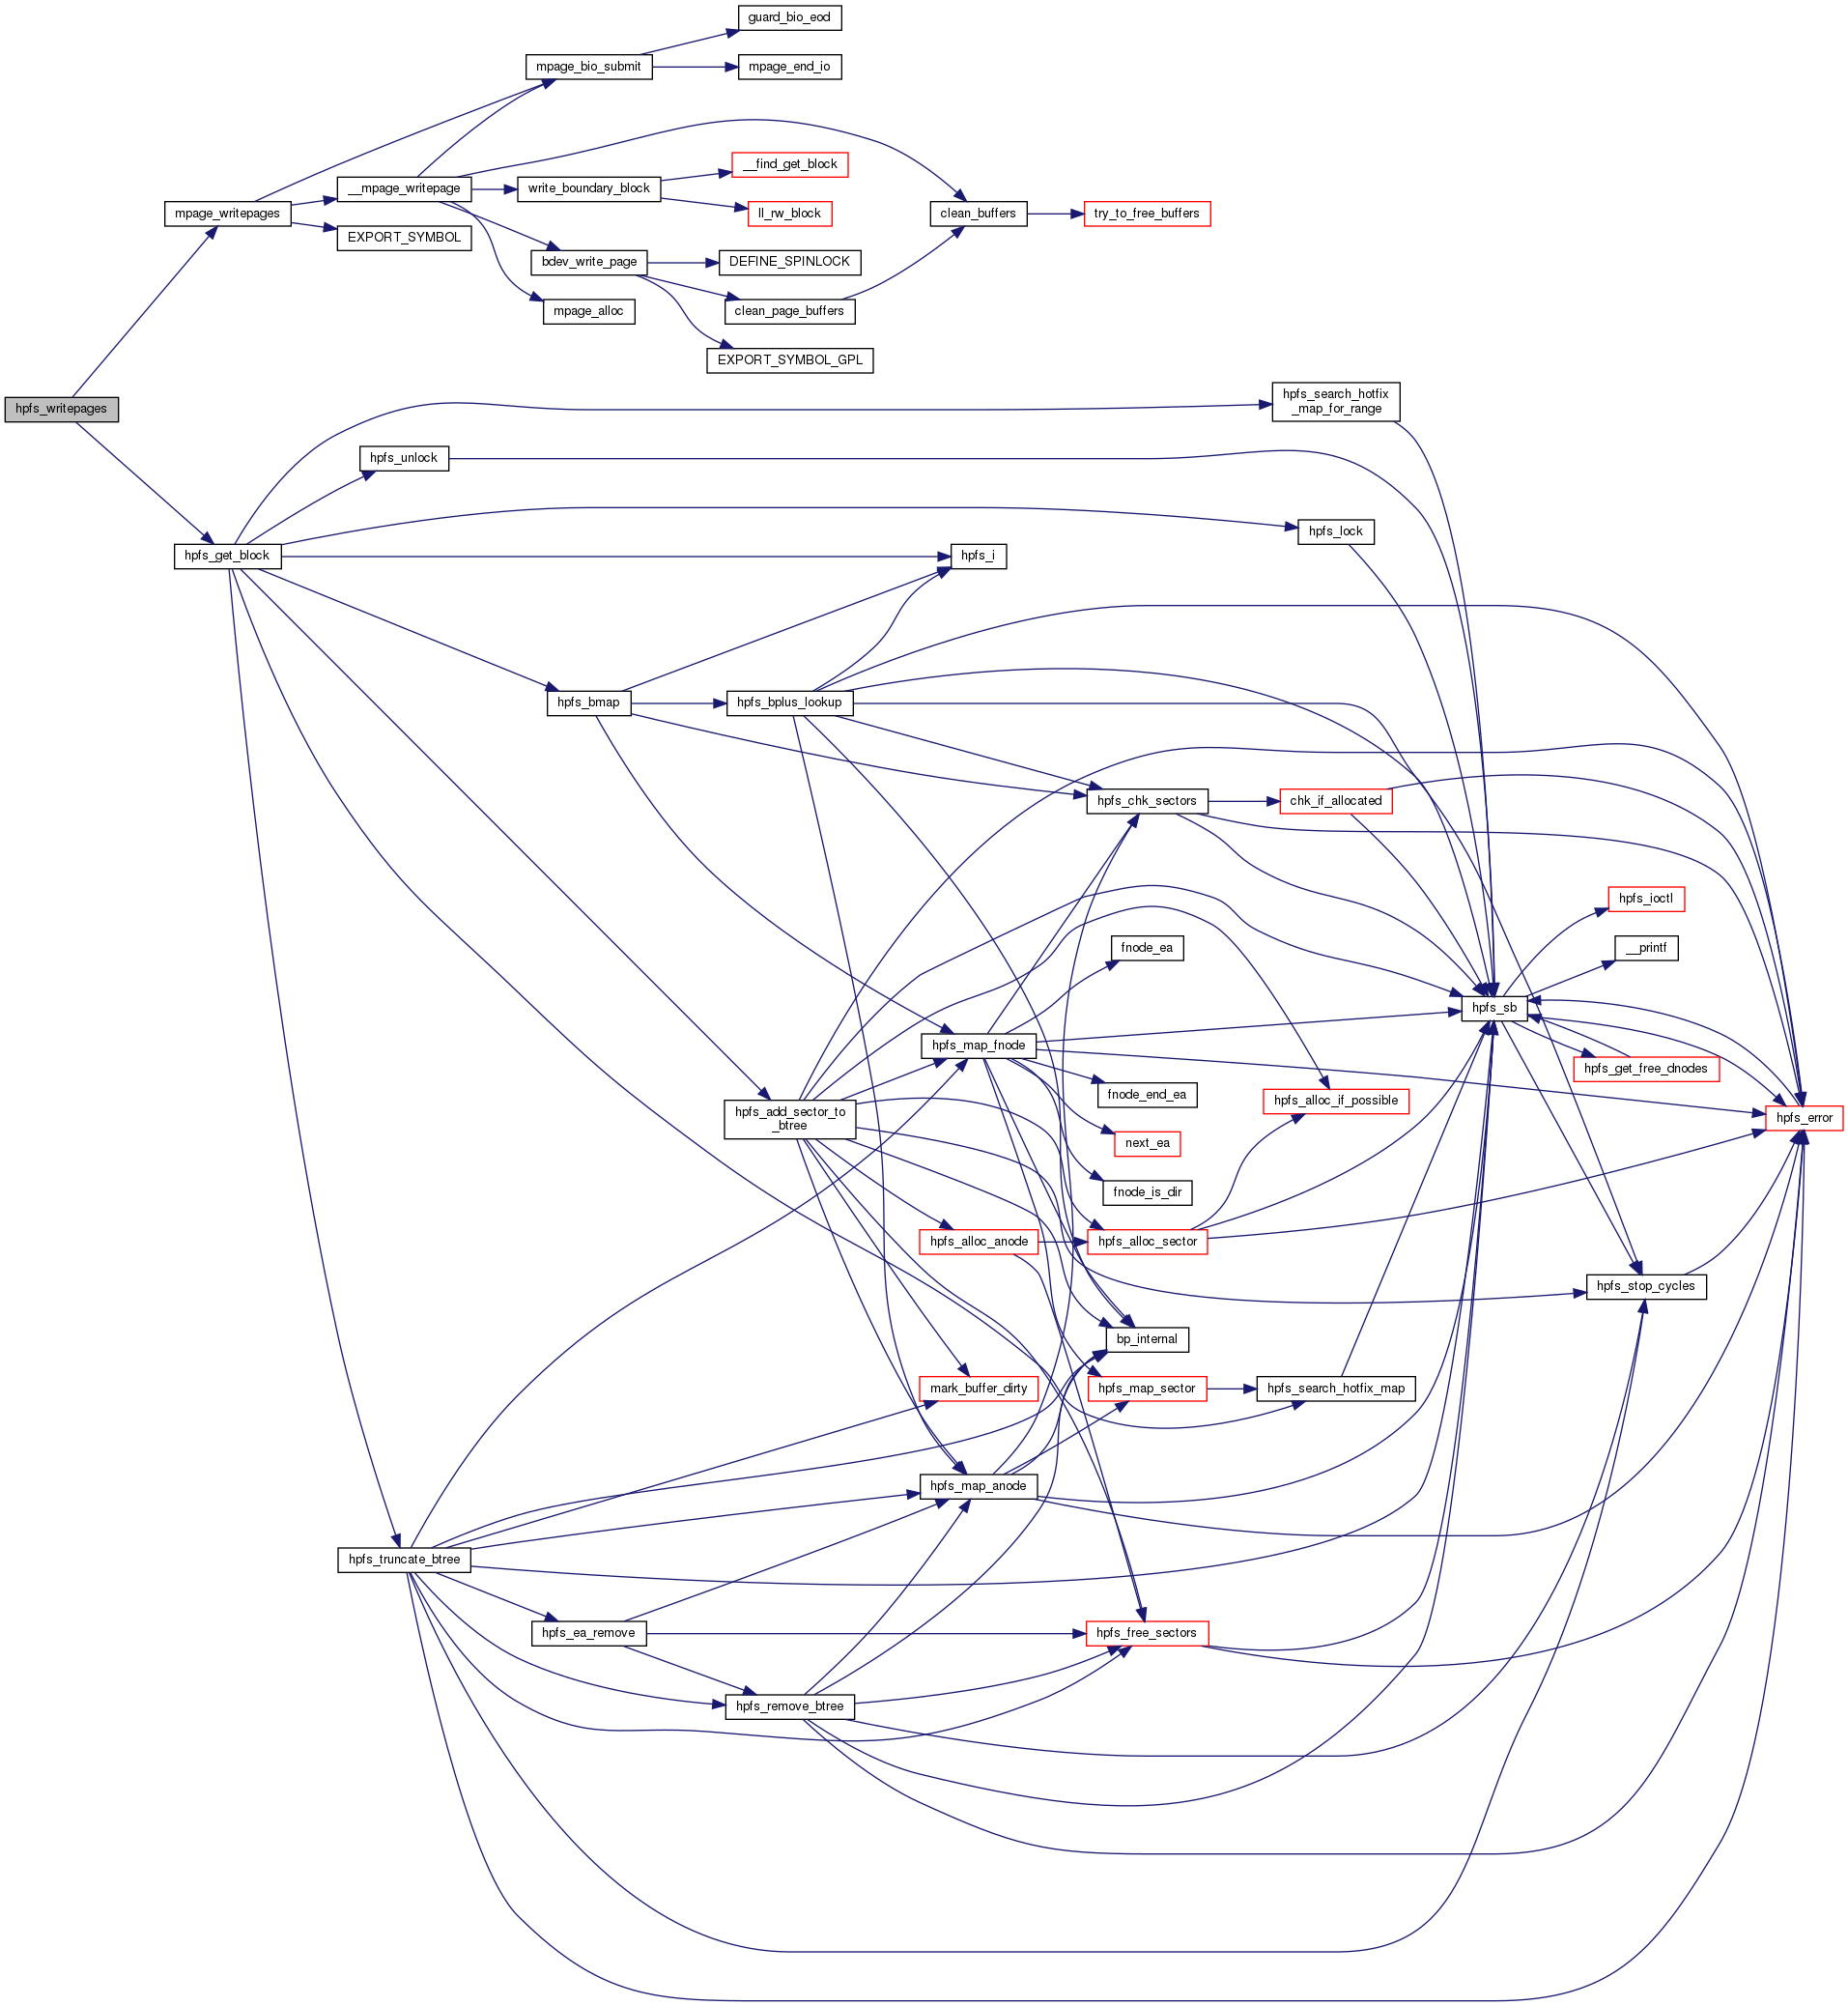 guard_bio_eod
mpage_bio_submit
mpage_end_io
__find_get_block
__mpage_writepage
write_boundary_block
mpage_writepages
ll_rw_block
clean_buffers
try_to_free_buffers
EXPORT_SYMBOL
bdev_write_page
DEFINE_SPINLOCK
mpage_alloc
clean_page_buffers
EXPORT_SYMBOL_GPL
hpfs_writepages
hpfs_search_hotfix
_map_for_range
hpfs_unlock
hpfs_lock
hpfs_get_block
hpfs_i
hpfs_bmap
hpfs_bplus_lookup
hpfs_chk_sectors
chk_if_allocated
hpfs_ioctl
fnode_ea
__printf
hpfs_sb
hpfs_map_fnode
hpfs_get_free_dnodes
fnode_end_ea
hpfs_alloc_if_possible
hpfs_add_sector_to
_btree
hpfs_error
next_ea
fnode_is_dir
hpfs_alloc_anode
hpfs_alloc_sector
hpfs_stop_cycles
bp_internal
mark_buffer_dirty
hpfs_map_sector
hpfs_search_hotfix_map
hpfs_map_anode
hpfs_truncate_btree
hpfs_ea_remove
hpfs_free_sectors
hpfs_remove_btree